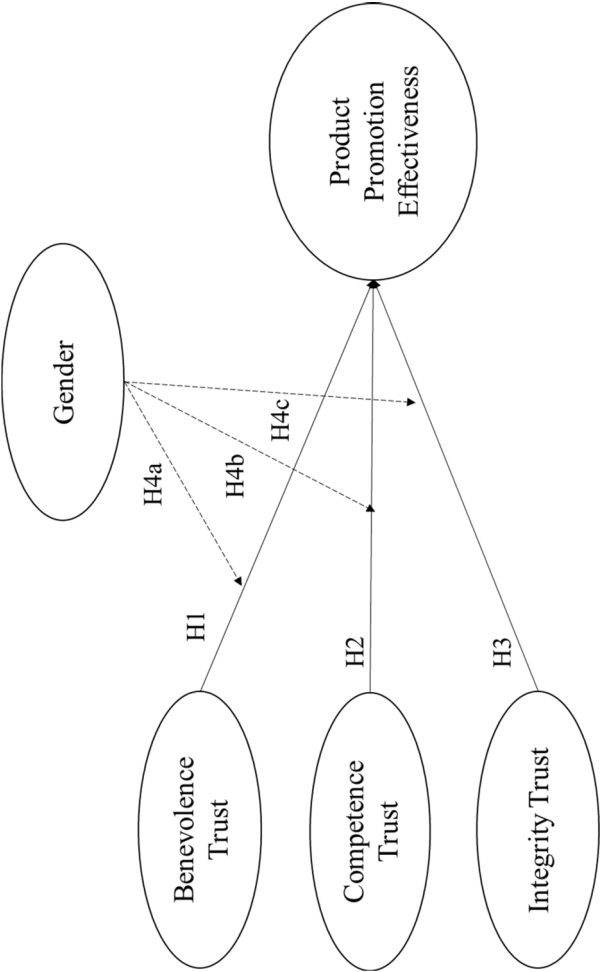 Gender
H4a
H4b
H4c
H1
H2
H3
Benevolence
Trust
Competence
Trust
Integrity Trust
Product
Promotion
Effectiveness